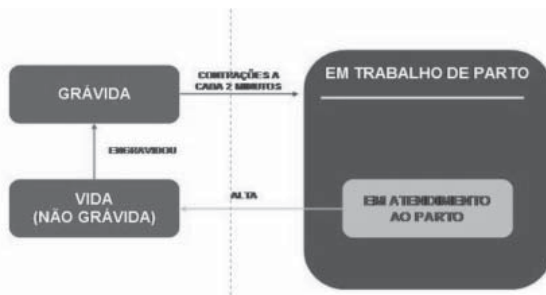 GRÁVIDA
CONTRAÇÕES A
CADA 2 MINUTOS
EM TRABALHO DE PARTO
ENGRAVIDOU
VIDA
(NÃO GRÁVIDA)
ALTA
EM ATENDIMENTO
AO PARTO